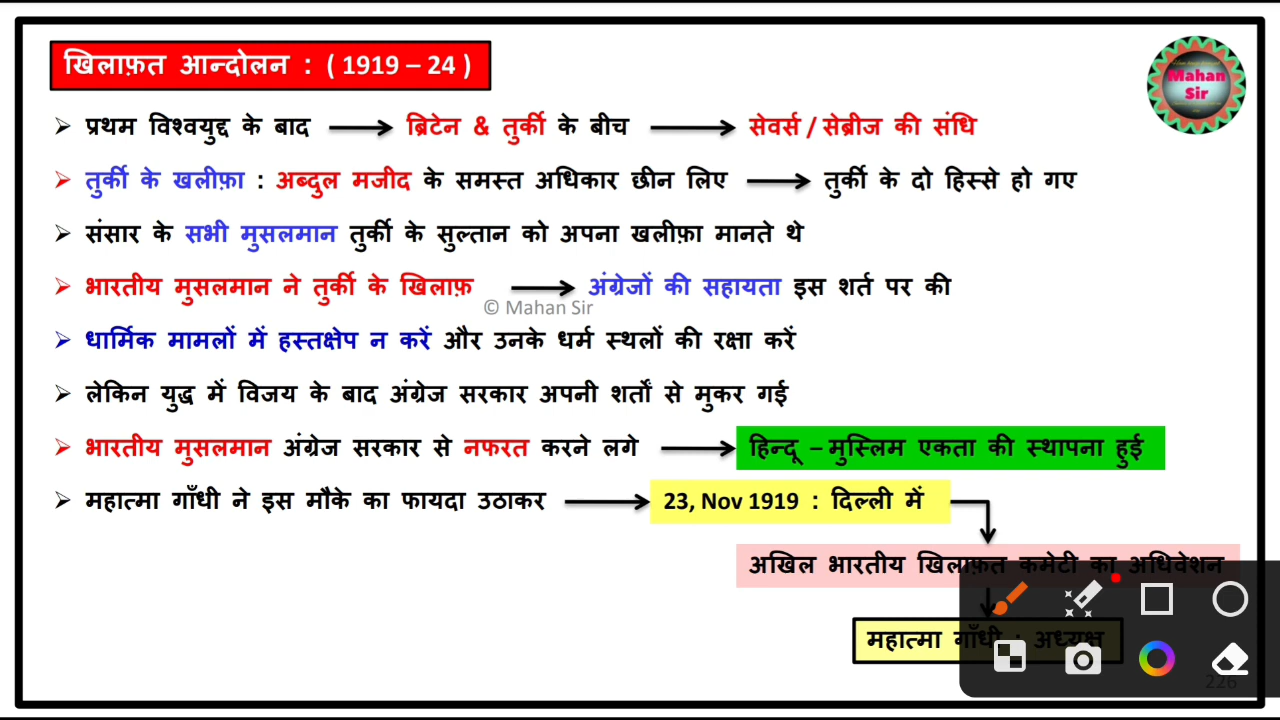 खिलाफ़त आन्दोलन : ( 1919 – 24 )
Mahan Sir
प्रथम विश्वयुद्द के बाद ब्रिटेन & तुर्की के बीच सेवर्स / सेब्रीज की संधि
तुर्की के खलीफ़ा : अब्दुल मजीद के समस्त अधिकार छीन लिए तुर्की के दो हिस्से हो गए
संसार के सभी मुसलमान तुर्की के सुल्तान को अपना खलीफ़ा मानते थे
भारतीय मुसलमान ने तुर्की के खिलाफ़ अंग्रेजों की सहायता इस शर्त पर की
© Mahan Sir
धार्मिक मामलों में हस्तक्षेप न करें और उनके धर्म स्थलों की रक्षा करें
लेकिन युद्ध में विजय के बाद अंग्रेज सरकार अपनी शर्तों से मुकर गई
भारतीय मुसलमान अंग्रेज सरकार से नफरत करने लगे हिन्दू – मुस्लिम एकता की स्थापना हुई
महात्मा गाँधी ने इस मौके का फायदा उठाकर 23, Nov 1919 : दिल्ली में
अखिल भारतीय खिलाफ़त कमेटी का अधिवेशन
महात्मा गाँधी : अध्यक्ष
226